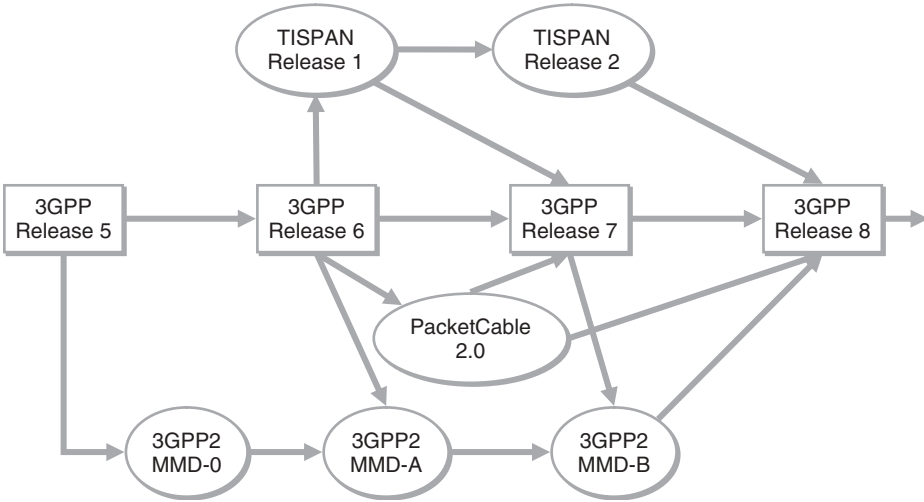 TISPAN
Release 1
TISPAN
Release 2
3GPP
Release 5
3GPP
Release 6
3GPP
Release 7
3GPP
Release 8
PacketCable
2.0
3GPP2
MMD-0
3GPP2
MMD-A
3GPP2
MMD-B